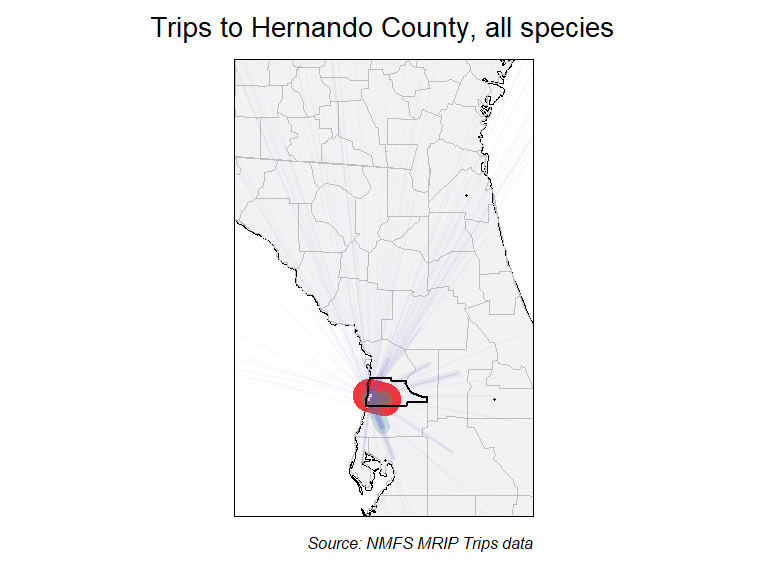 Trips to Hernando County, all species
Source: NMFS MRIP Trips data